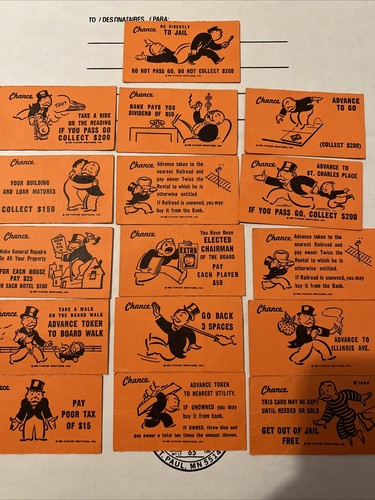 TO / DESTINATAIRES / PARA:
Chance
GO DIRECTLY
TO JAIL
DO NOT PASS GO, DO NOT COLLECT $200
Chance
TOOT
TAKE A RIDE
ON THE READING
IF YOU PASS GO
COLLECT $200
Chance
BANK PAYS YOU
DIVIDEND OF $50
Chance
ADVANCE
TO GO
(COLLECT $200)
Chance
YOUR BUILDING
AND LOAN MATURES
COLLECT $150
Chance
Advance token to the
nearest Railroad and
pay owner Twice the
Rental to which he is
otherwise entitled.
If Railroad is unowned, you may
buy it from the Bank.
Chance
ADVANCE TO
ST. CHARLES PLACE
IF YOU PASS GO, COLLECT $200
Chance
Make General Repairs
On All Your Property
FOR EACH HOUSE
PAY $25
FOR EACH HOTEL $100
Chance
You Have Been
ELECTED
CHAIRMAN
OF THE BOARD
PAY
EACH PLAYER
$50
EXTRA
Chance
Advance token to the
nearest Railroad and
pay owner Twice the
Rental to which he is
otherwise entitled.
If Railroad is unowned, you may
buy it from the Bank.
Chance
TAKE A WALK
ON THE BOARD WALK
ADVANCE TOKEN
TO BOARD WALK
Chance
GO BACK
3 SPACES
Chance
ADVANCE TO
ILLINOIS AVE.
Chance
PAY
POOR TAX
OF $15
Chance
ADVANCE TOKEN
TO NEAREST UTILITY.
IF UNOWNED you may
buy it from the Bank.
IF OWNED, throw dice and
pay owner a total ten times the amount thrown.
Chance
THIS CARD MAY BE KEPT
UNTIL NEEDED OR SOLD
GET OUT OF JAIL
FREE
ST. PAUL, MN 5514